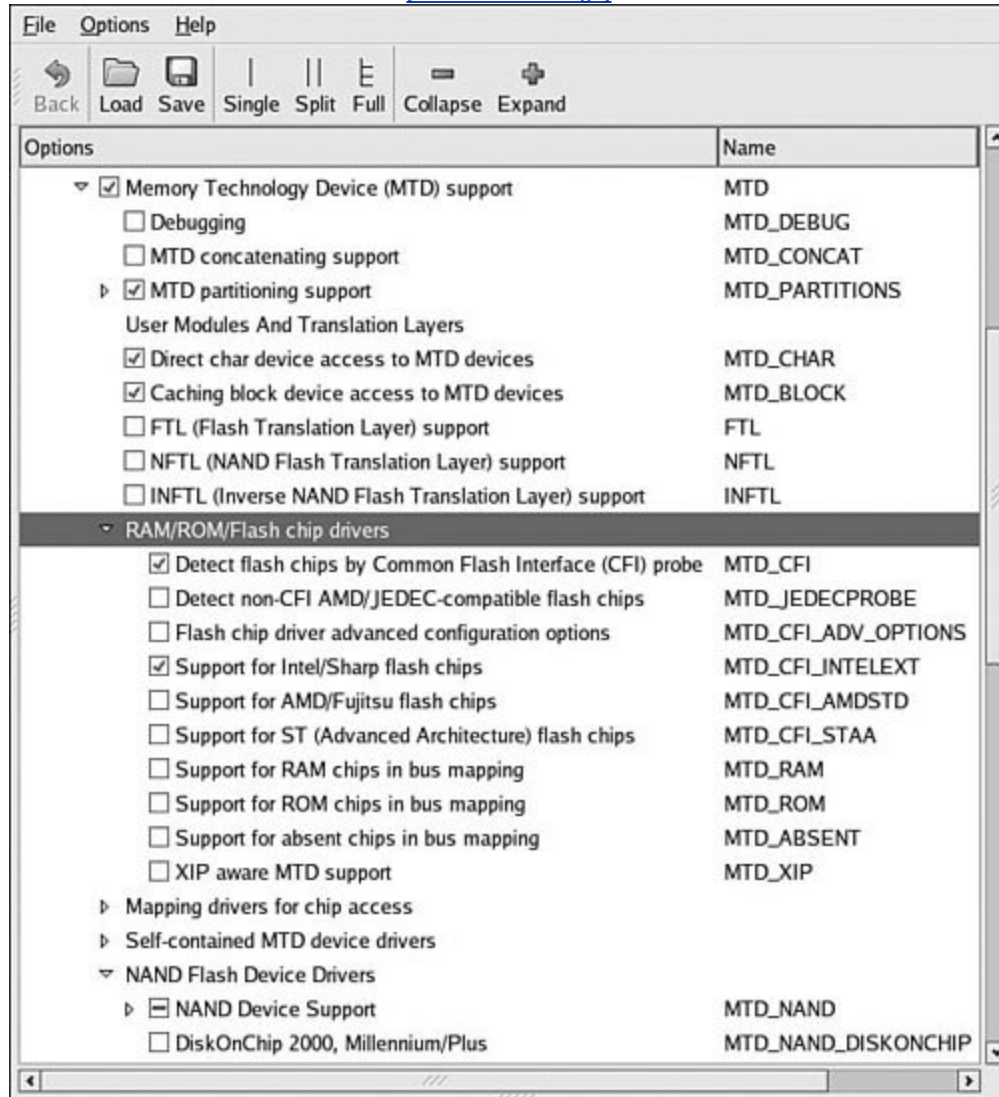 File Options Help
Back Load Save Single Split Full Collapse Expand
Options Name
Memory Technology Device (MTD) support MTD
Debugging MTD_DEBUG
MTD concatenating support MTD_CONCAT
MTD partitioning support MTD_PARTITIONS
User Modules And Translation Layers
Direct char device access to MTD devices MTD_CHAR
Caching block device access to MTD devices MTD_BLOCK
FTL (Flash Translation Layer) support FTL
NFTL (NAND Flash Translation Layer) support NFTL
INFTL (Inverse NAND Flash Translation Layer) support INFTL
RAM/ROM/Flash chip drivers
Detect flash chips by Common Flash Interface (CFI) probe MTD_CFI
Detect non-CFI AMD/JEDEC-compatible flash chips MTD_JEDECPROBE
Flash chip driver advanced configuration options MTD_CFI_ADV_OPTIONS
Support for Intel/Sharp flash chips MTD_CFI_INTELEXT
Support for AMD/Fujitsu flash chips MTD_CFI_AMDSTD
Support for ST (Advanced Architecture) flash chips MTD_CFI_STAA
Support for RAM chips in bus mapping MTD_RAM
Support for ROM chips in bus mapping MTD_ROM
Support for absent chips in bus mapping MTD_ABSENT
XIP aware MTD support MTD_XIP
Mapping drivers for chip access
Self-contained MTD device drivers
NAND Flash Device Drivers
NAND Device Support MTD_NAND
DiskOnChip 2000, Millennium/Plus MTD_NAND_DISKONCHIP